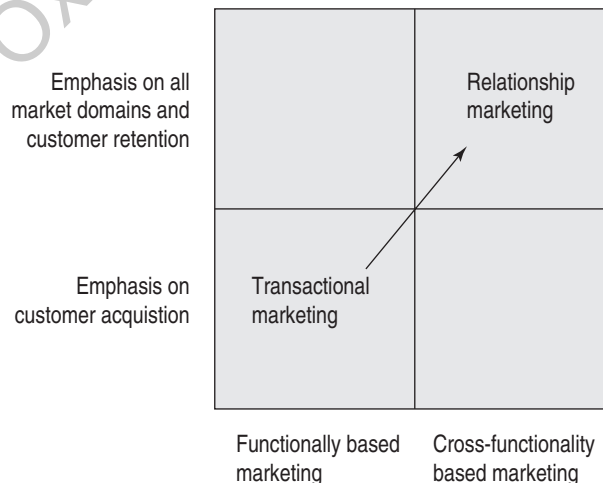 Ox
Emphasis on all
market domains and
customer retention
Relationship
marketing
Emphasis on
customer acquistion
Transactional
marketing
Functionally based
marketing
Cross-functionality
based marketing